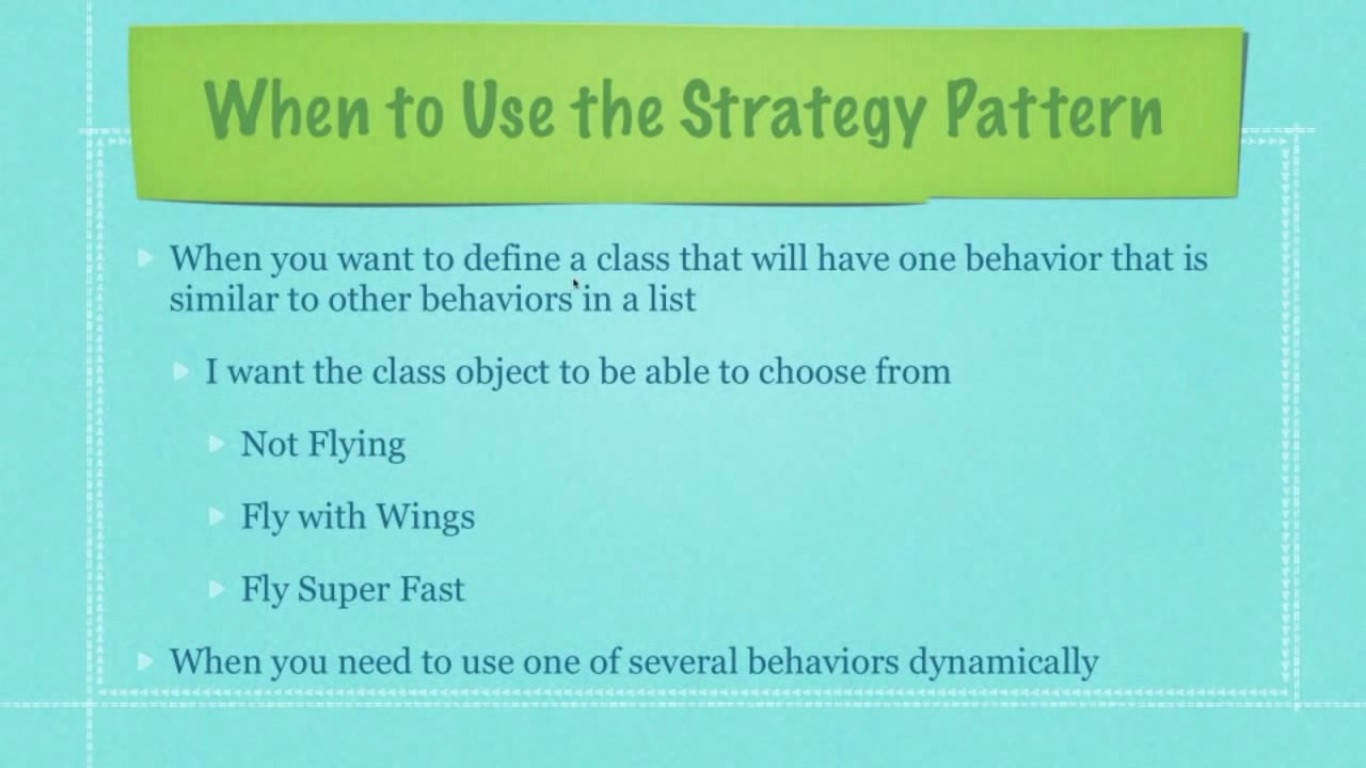 When to Use the Strategy Pattern
When you want to define a class that will have one behavior that is
similar to other behaviors in a list
I want the class object to be able to choose from
Not Flying
Fly with Wings
Fly Super Fast
When you need to use one of several behaviors dynamically